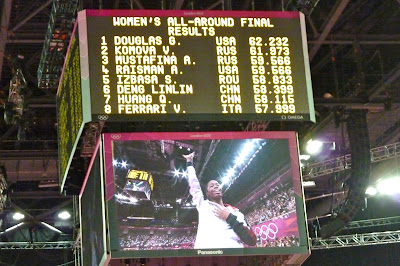 WOMEN'S ALL-AROUND FINAL
RESULTS
1 DOUGLAS G. USA 62.232
2 KOMOVA V. RUS 61.973
3 MUSTAFINA A. RUS 59.566
4 RAISMAN A. USA 59.566
5 IZBASA S. ROU
6 DENG LINLIN CHN 58.399
7 HUANG Q. CHN 58.115
8 FERRARI V. ITA 57.999
OMEGA
Panasonic